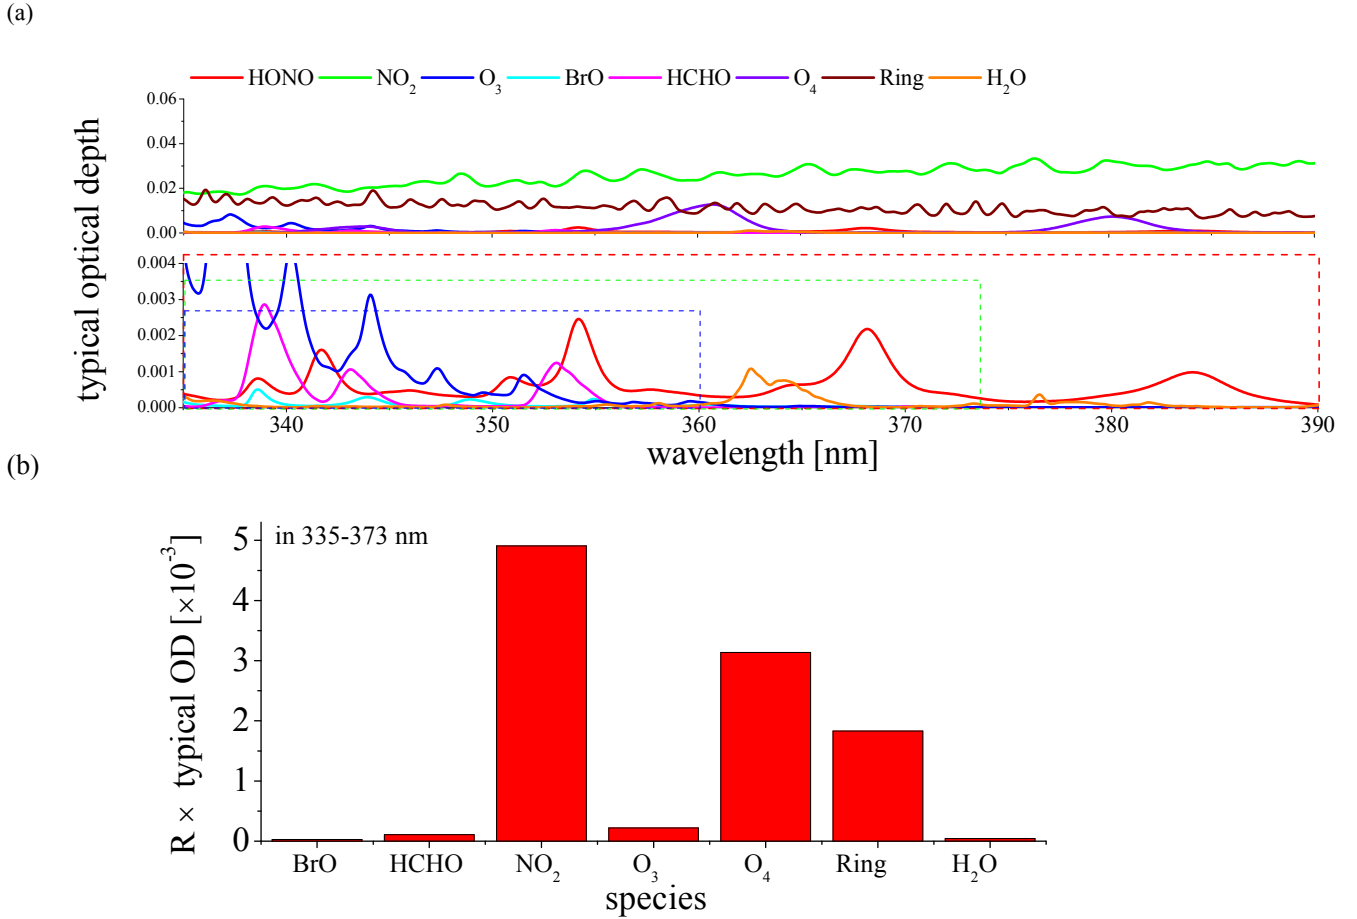 (a)
HONO NO₂ O₃ BrO HCHO O₄ Ring H₂O
typical optical depth
0.06
0.04
0.02
0.00
0.004
0.003
0.002
0.001
0.000
340 350 360 370 380 390
wavelength [nm]
(b)
in 335-373 nm
R × typical OD [×10⁻³]
5
4
3
2
1
0
BrO HCHO NO₂ O₃ O₄ Ring H₂O
species